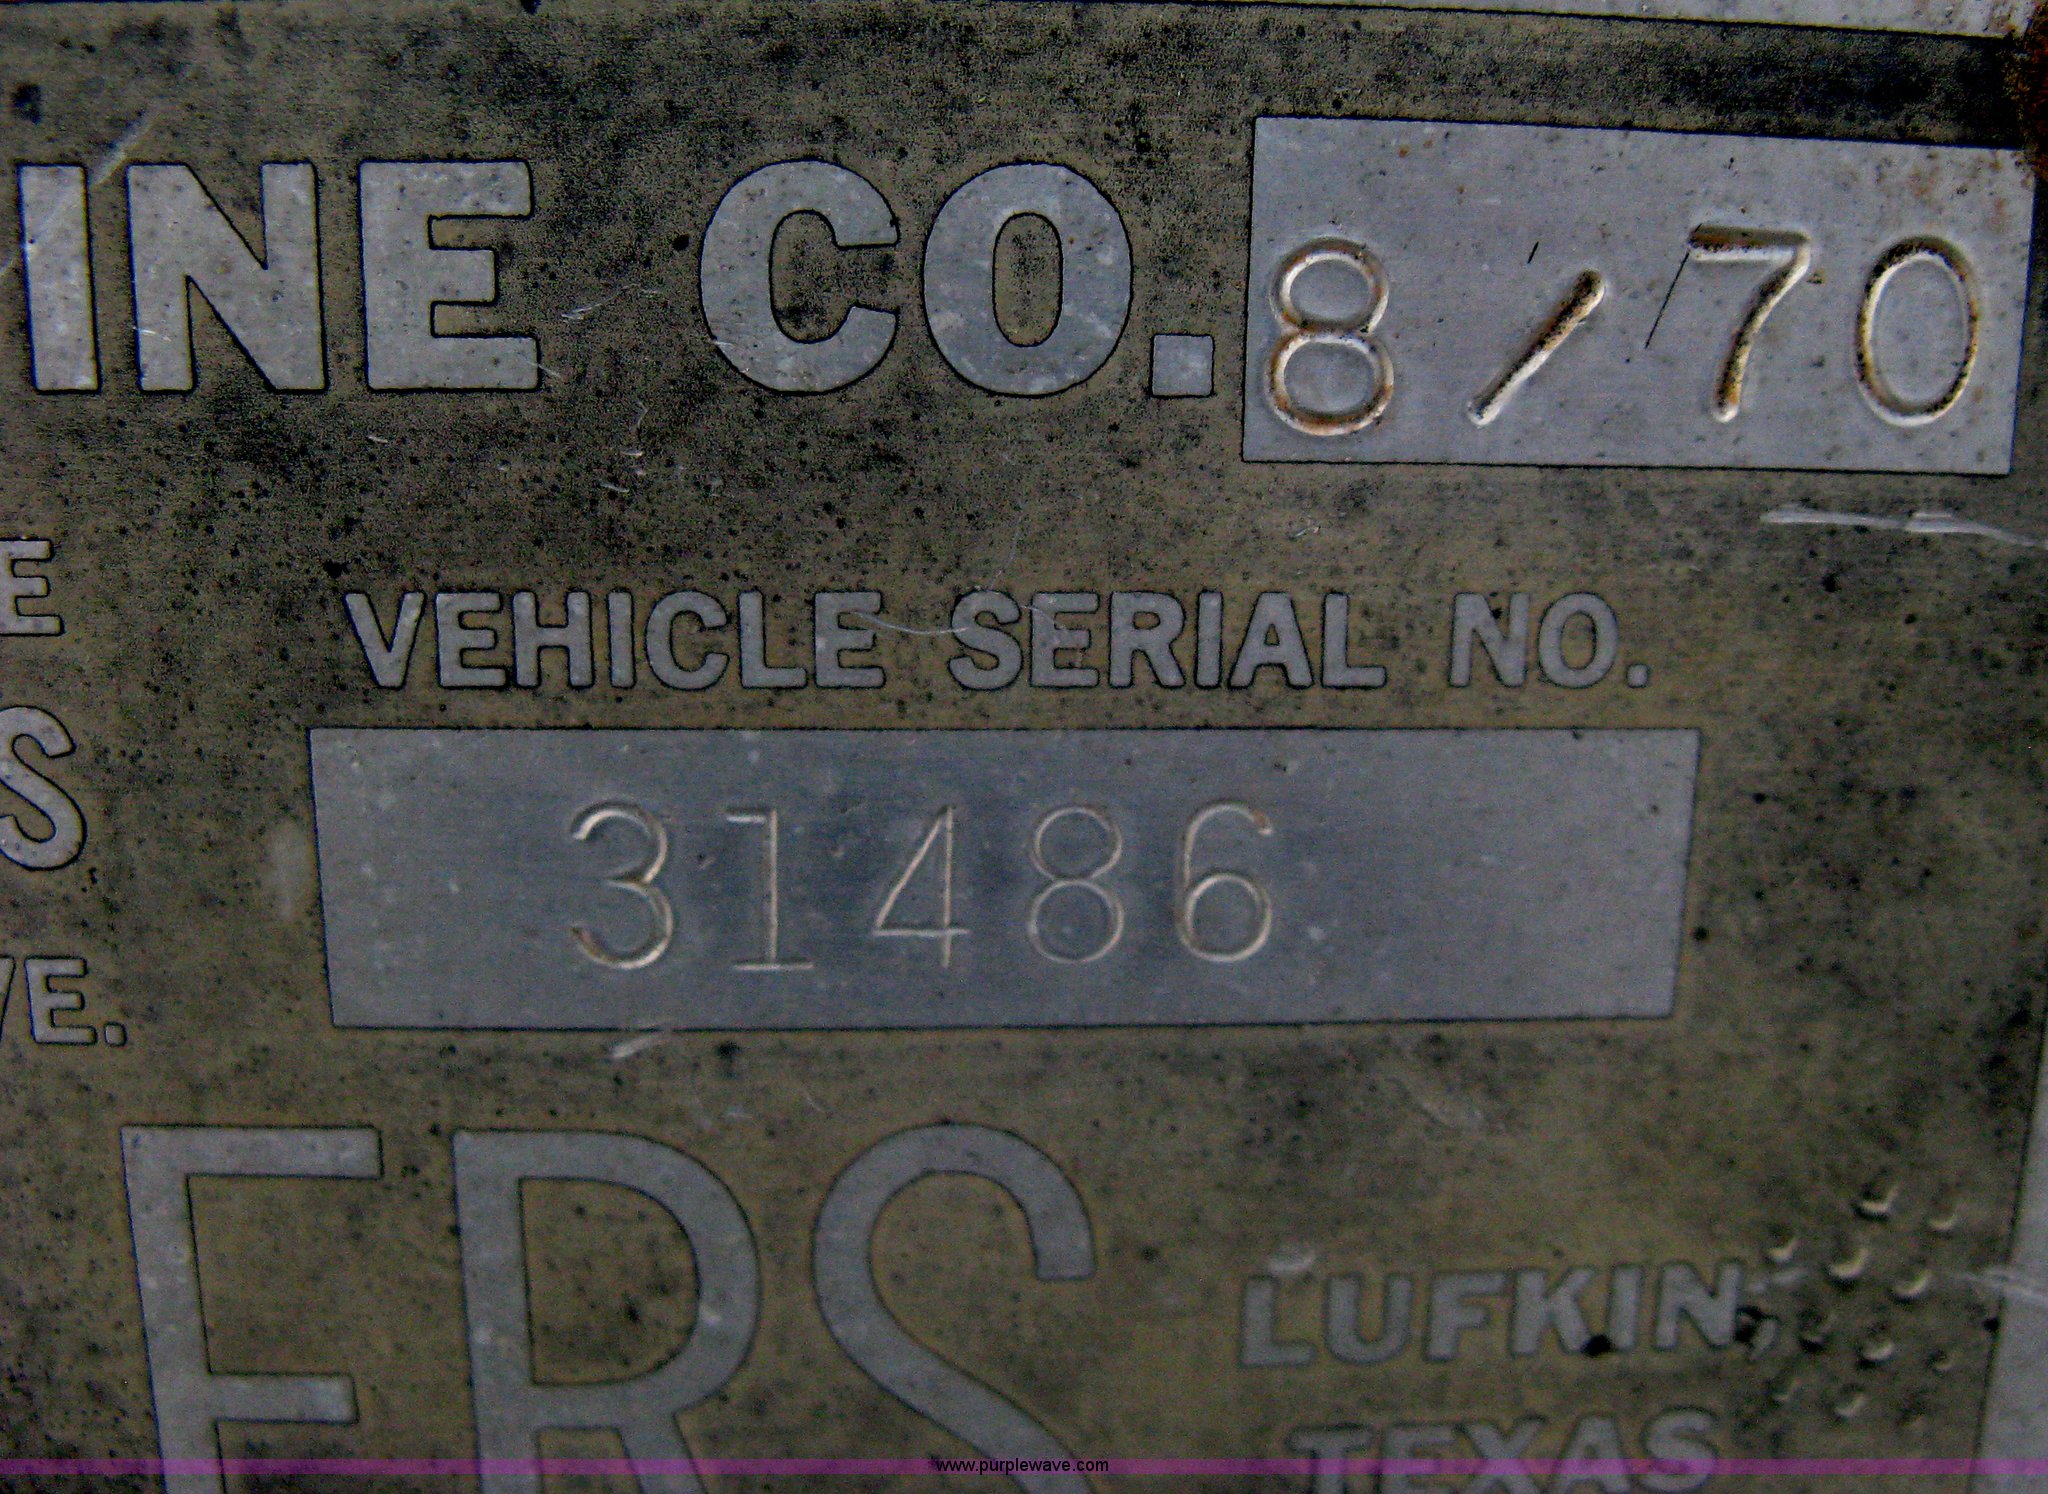 INE CO. 8/70
E
VEHICLE SERIAL NO.
S
31486
VE.
ERS
LUFKIN,
TEXAS
www.purplewave.com